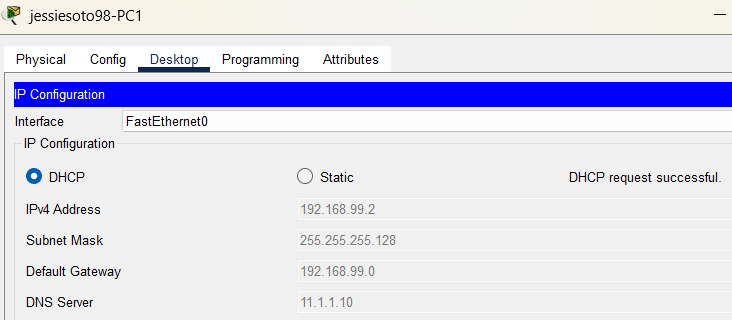 jessiesoto98-PC1
Physical Config Desktop Programming Attributes
IP Configuration
Interface FastEthernet0
IP Configuration
DHCP Static DHCP request successful.
IPv4 Address 192.168.99.2
Subnet Mask 255.255.255.128
Default Gateway 192.168.99.0
DNS Server 11.1.1.10